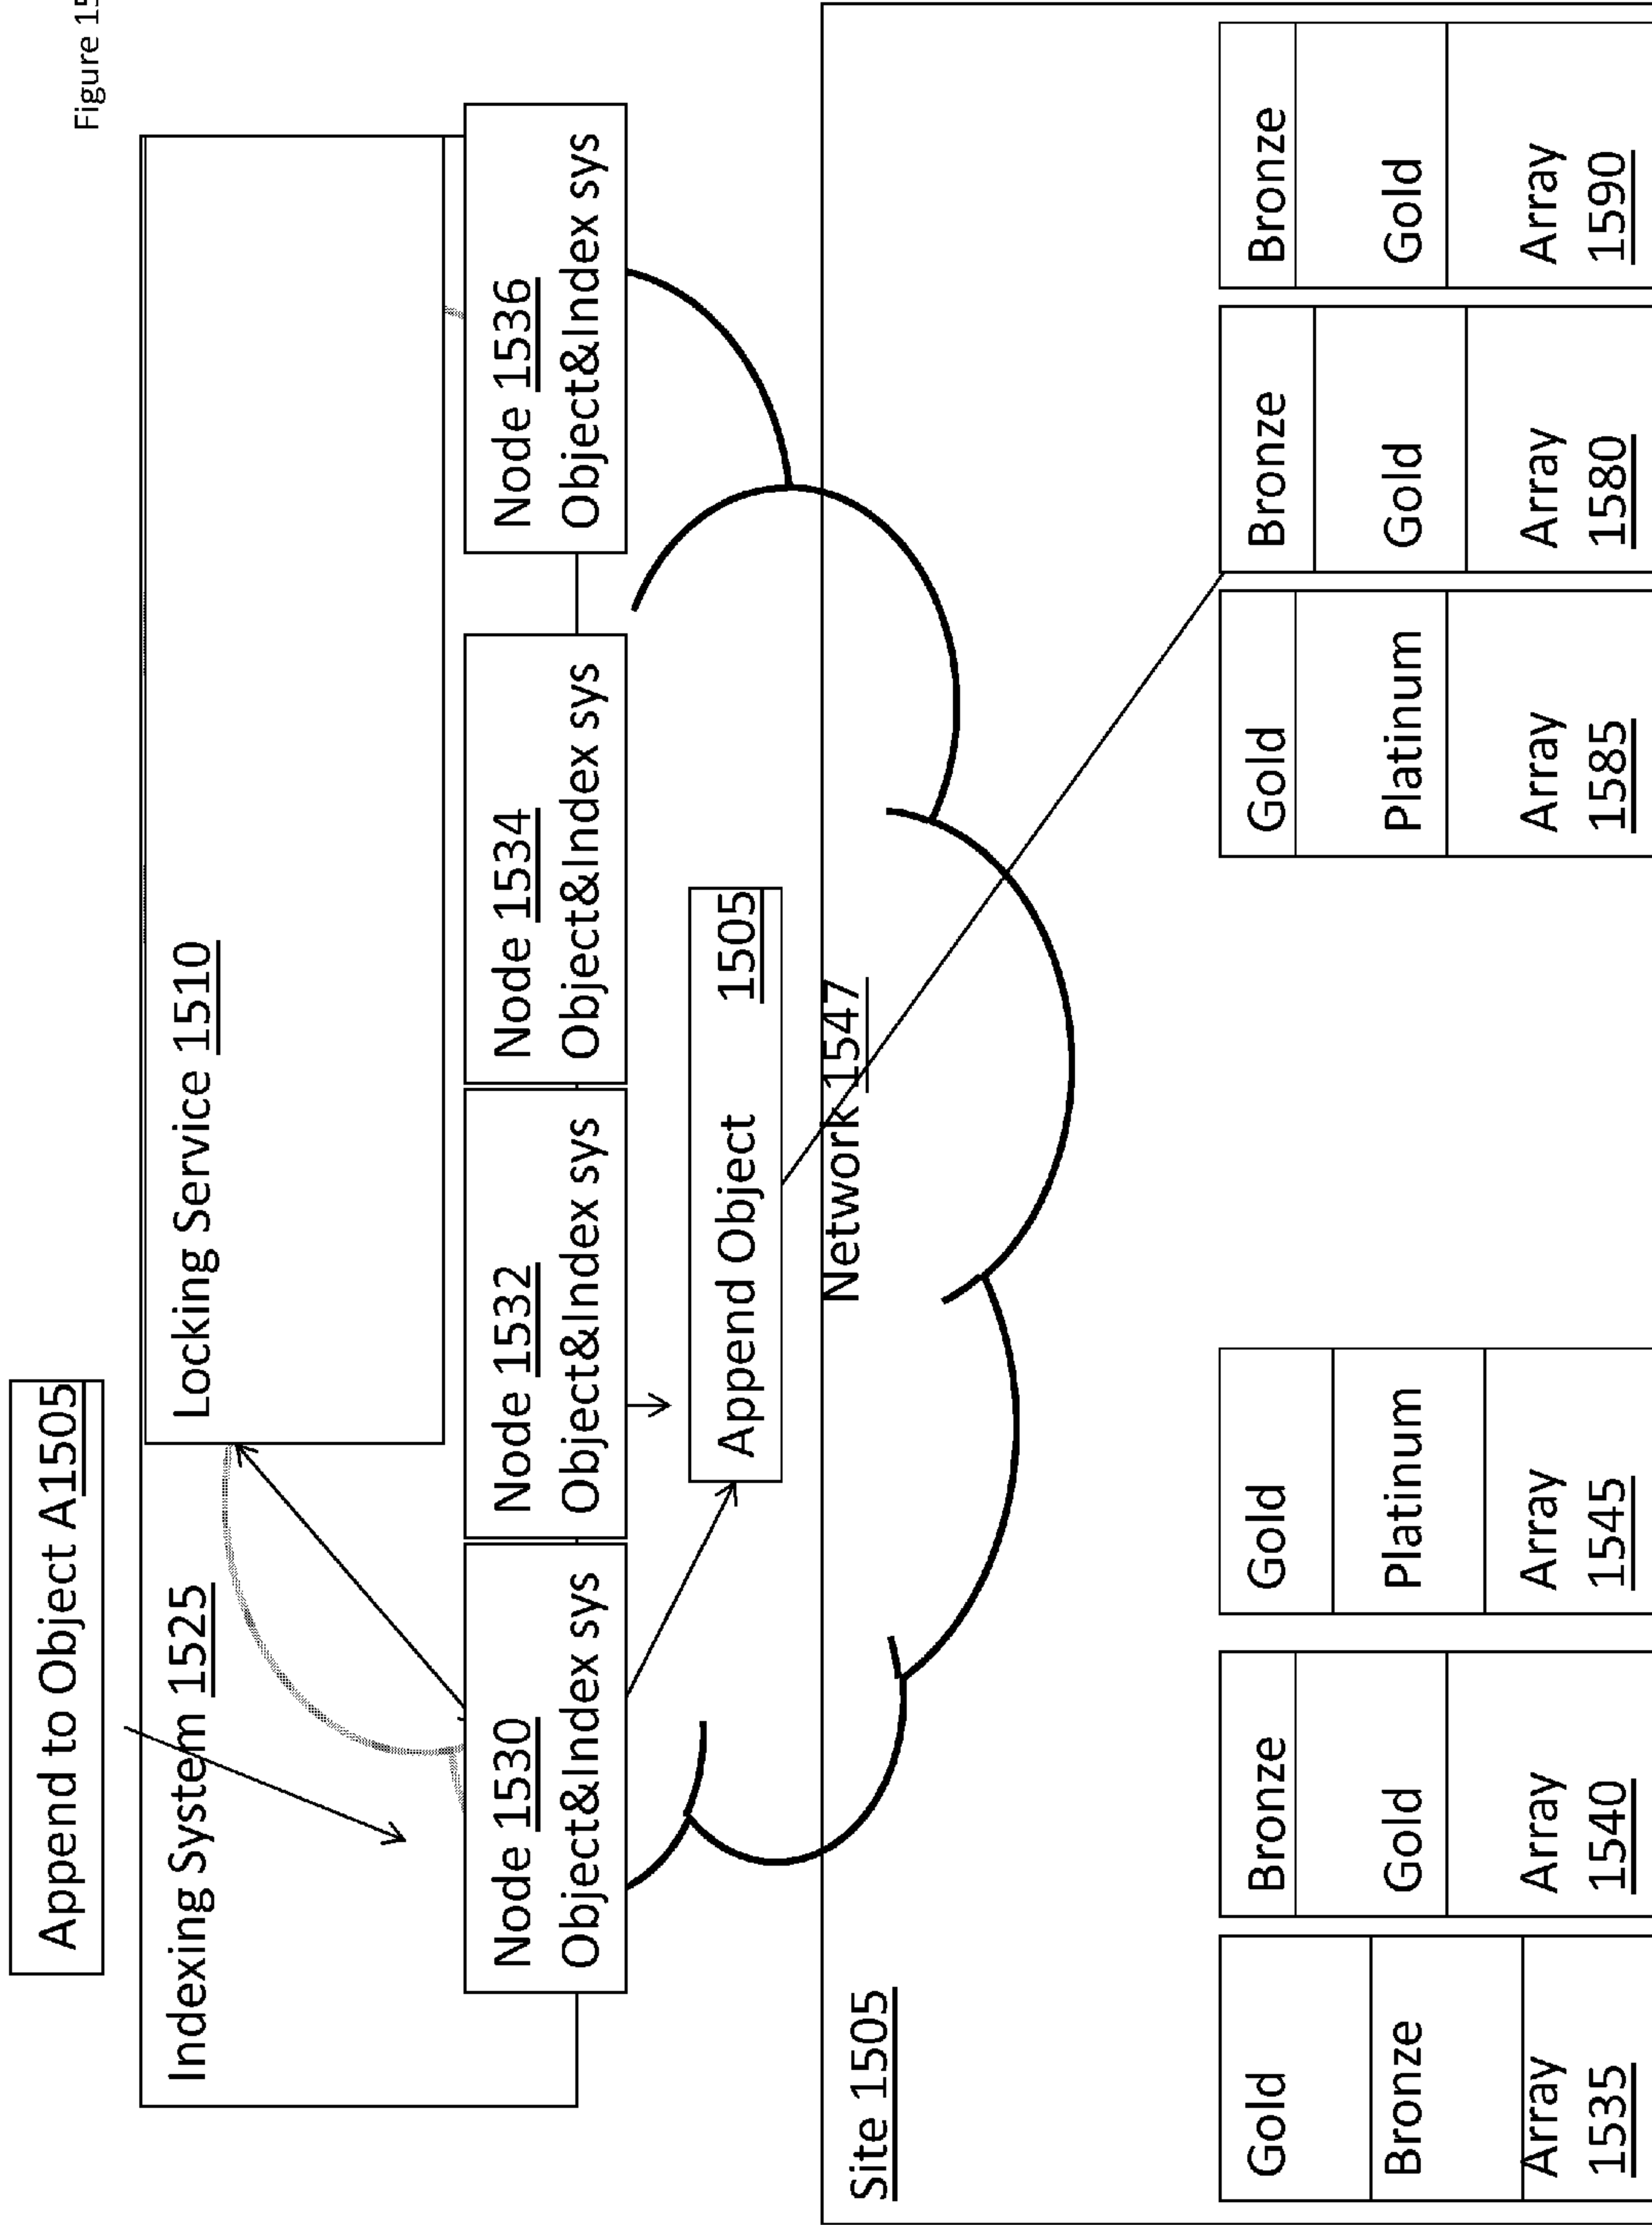 Figure 15
Append to Object A1505
Indexing System 1525
Locking Service 1510
Node 1530
Object&Index sys
Node 1532
Object&Index sys
Node 1534
Object&Index sys
Node 1536
Object&Index sys
Append Object 1505
Network 1547
Site 1505
Gold
Bronze
Array
1535
Bronze
Gold
Array
1540
Gold
Platinum
Array
1545
Gold
Platinum
Array
1585
Bronze
Gold
Array
1580
Bronze
Gold
Array
1590